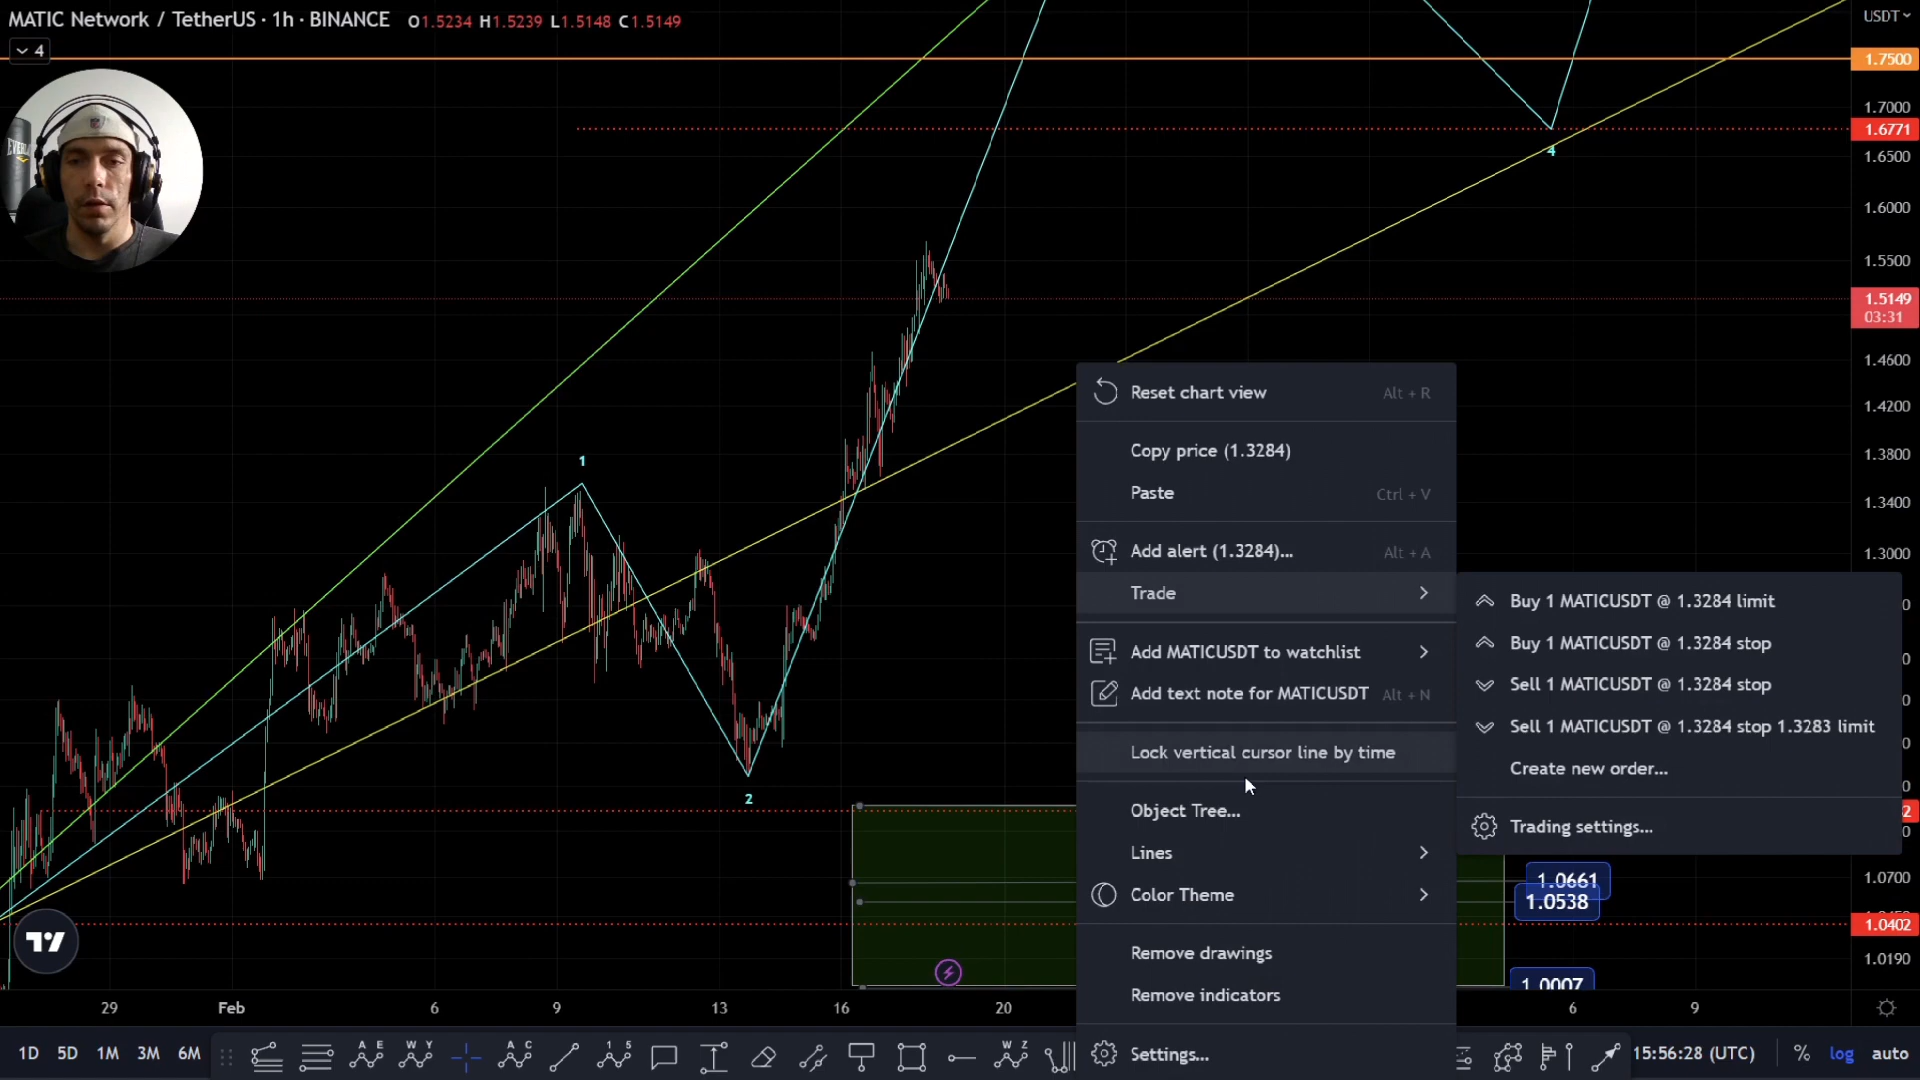 MATIC Network / TetherUS · 1h · BINANCE O1.5234 H1.5239 L1.5148 C1.5149
USDT
4
1.7500
1.7000
1.6771
4
1.6500
1.6000
1.5500
1.5149
03:31
1.4600
1.4200
1.3800
1.3400
1.3000
1
2
Reset chart view Alt + R
Copy price (1.3284)
Paste Ctrl + V
Add alert (1.3284)... Alt + A
Trade
Add MATICUSDT to watchlist
Add text note for MATICUSDT Alt + N
Lock vertical cursor line by time
Object Tree...
Lines
Color Theme
Remove drawings
Remove indicators
Settings...
Buy 1 MATICUSDT @ 1.3284 limit
Buy 1 MATICUSDT @ 1.3284 stop
Sell 1 MATICUSDT @ 1.3284 stop
Sell 1 MATICUSDT @ 1.3284 stop 1.3283 limit
Create new order...
Trading settings...
1.0661
1.0538
1.0007
1.0700
1.0402
1.0190
29 Feb 6 9 13 16 20 6 9
1D 5D 1M 3M 6M
A E
W Y
A C
1 5
W Z
15:56:28 (UTC) % log auto